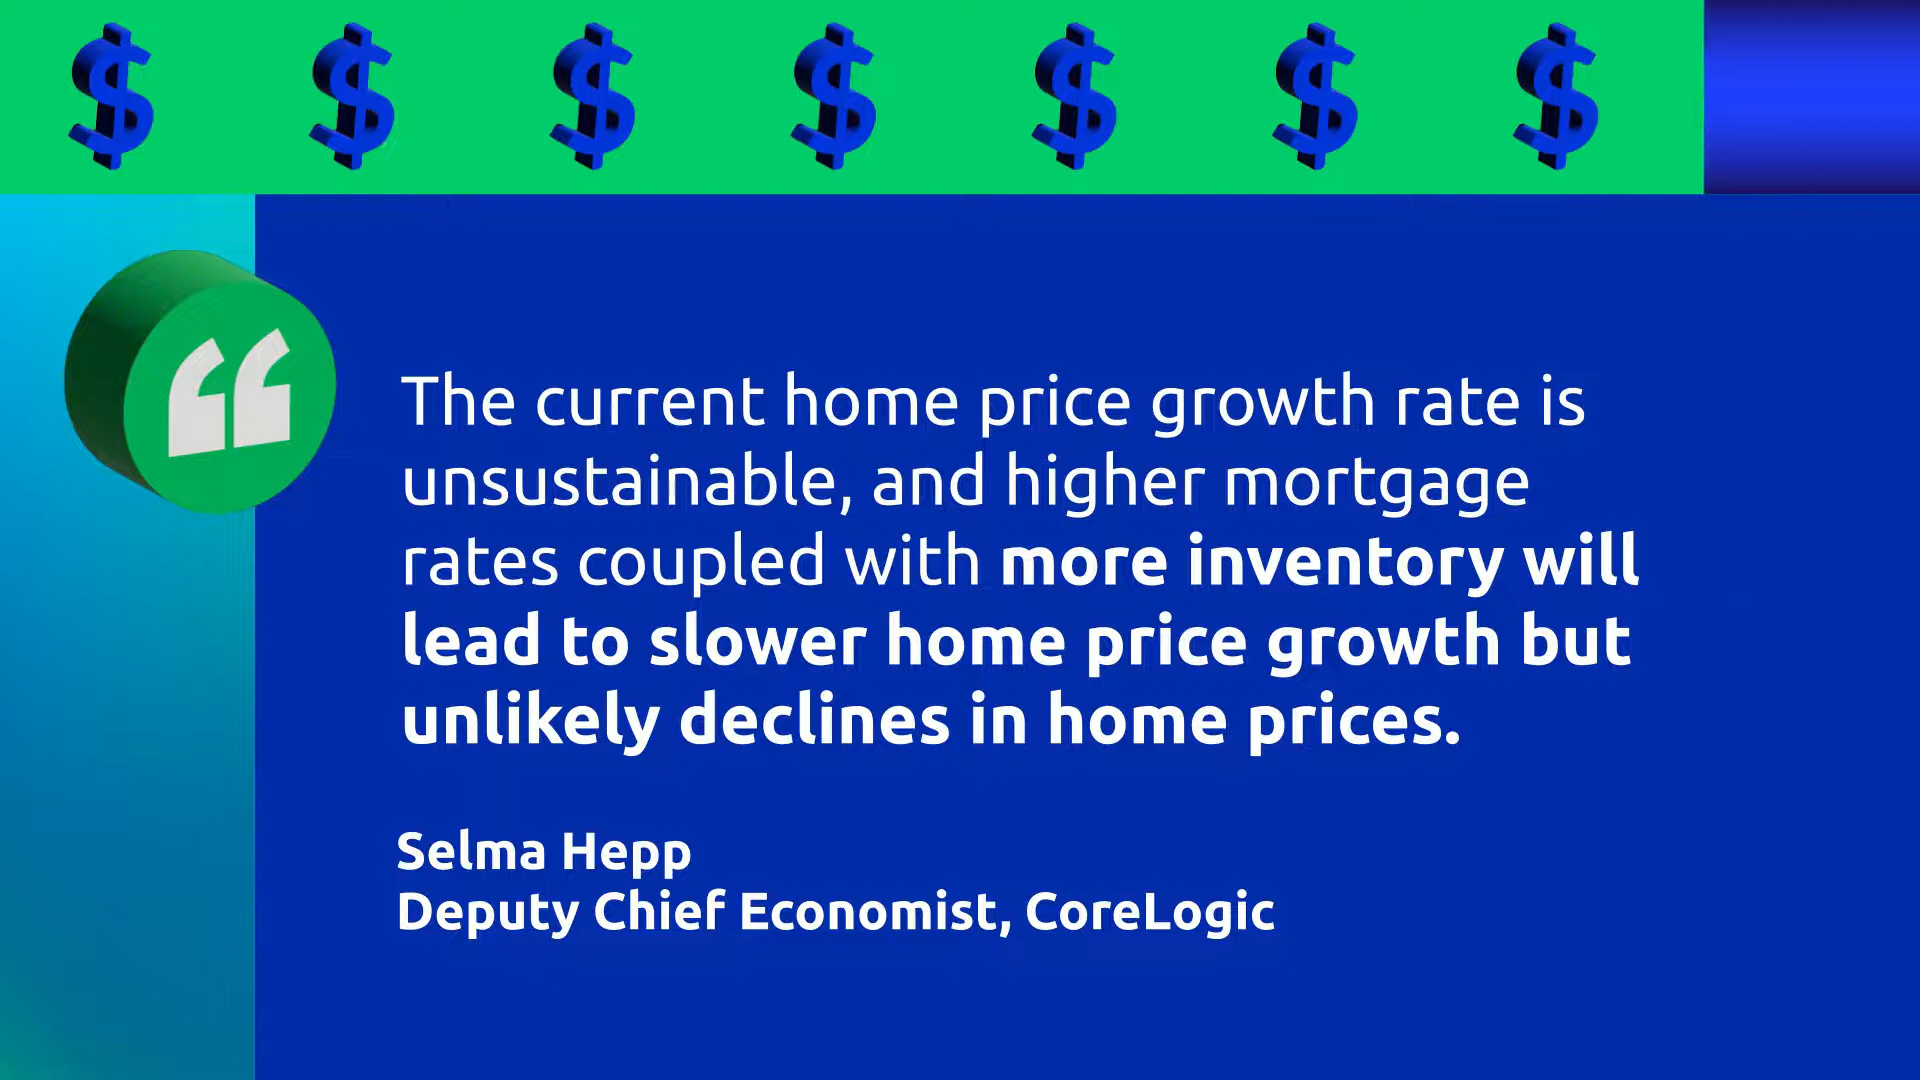 $ $ $ $ $ $ $
“
The current home price growth rate is
unsustainable, and higher mortgage
rates coupled with more inventory will
lead to slower home price growth but
unlikely declines in home prices.
Selma Hepp
Deputy Chief Economist, CoreLogic